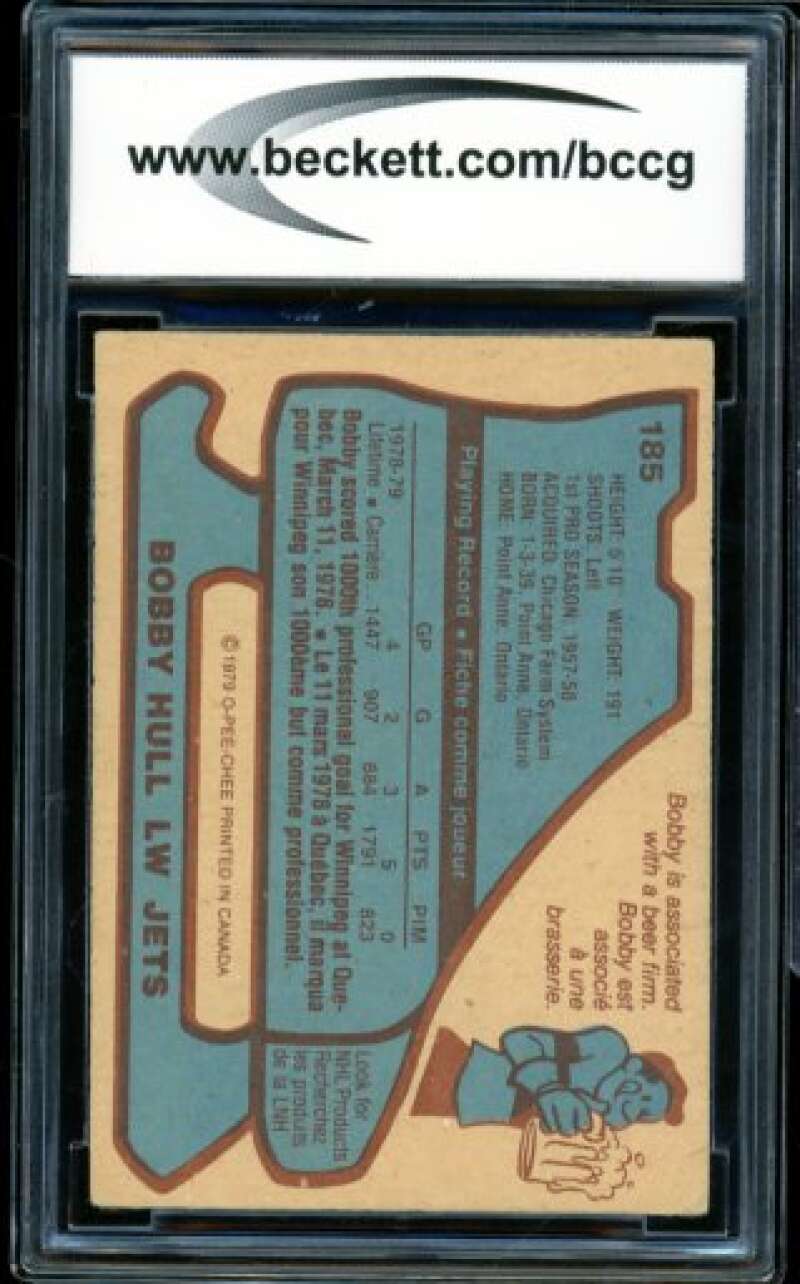 www.beckett.com/bccg
185
HEIGHT: 5'10" WEIGHT: 191
SHOOTS: Left
1st PRO SEASON: 1957-58
ACQUIRED: Chicago Farm System
BORN: 1-3-39, Point Anne, Ontario
HOME: Point Anne, Ontario
Bobby is associated
with a beer firm.
Bobby est
associé
à une
brasserie.
Playing Record • Fiche comme joueur
GP G A PTS PIM
1978-79 4 2 3 5 0
Lifetime • Carrière 1447 907 884 1791 823
Bobby scored 1000th professional goal for Winnipeg at Que-
bec, March 11, 1978. • Le 11 mars 1978 à Québec, il marqua
pour Winnipeg son 1000ème but comme professionnel.
Look for
NHL Products
Recherchez
les produits
de la LNH
© 1979 O-PEE-CHEE PRINTED IN CANADA
BOBBY HULL LW JETS